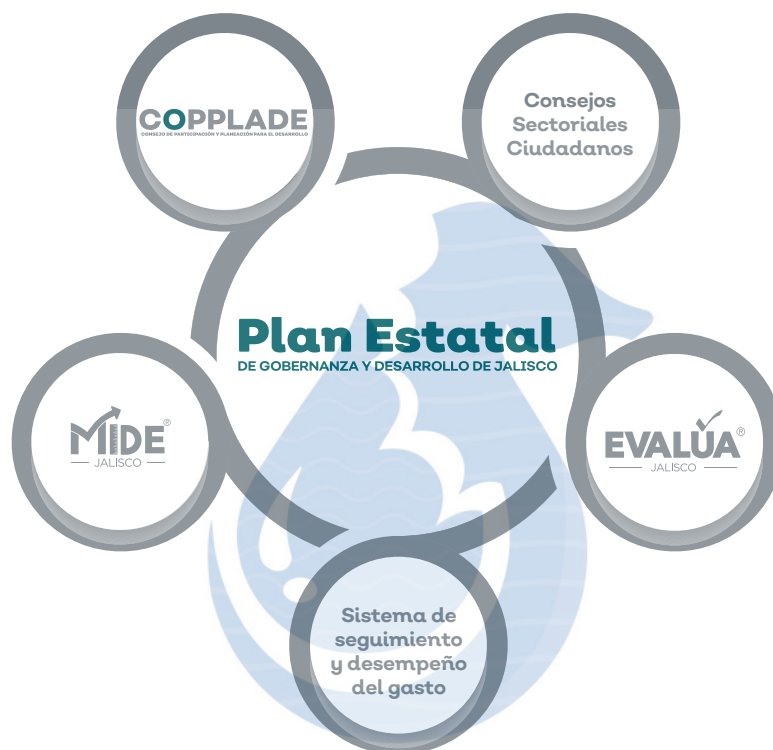 COPPLADE
CONSEJO DE PARTICIPACIÓN Y PLANEACIÓN PARA EL DESARROLLO
Consejos
Sectoriales
Ciudadanos
Plan Estatal
DE GOBERNANZA Y DESARROLLO DE JALISCO
MIDE®
JALISCO
EVALÚA®
JALISCO
Sistema de
seguimiento
y desempeño
del gasto